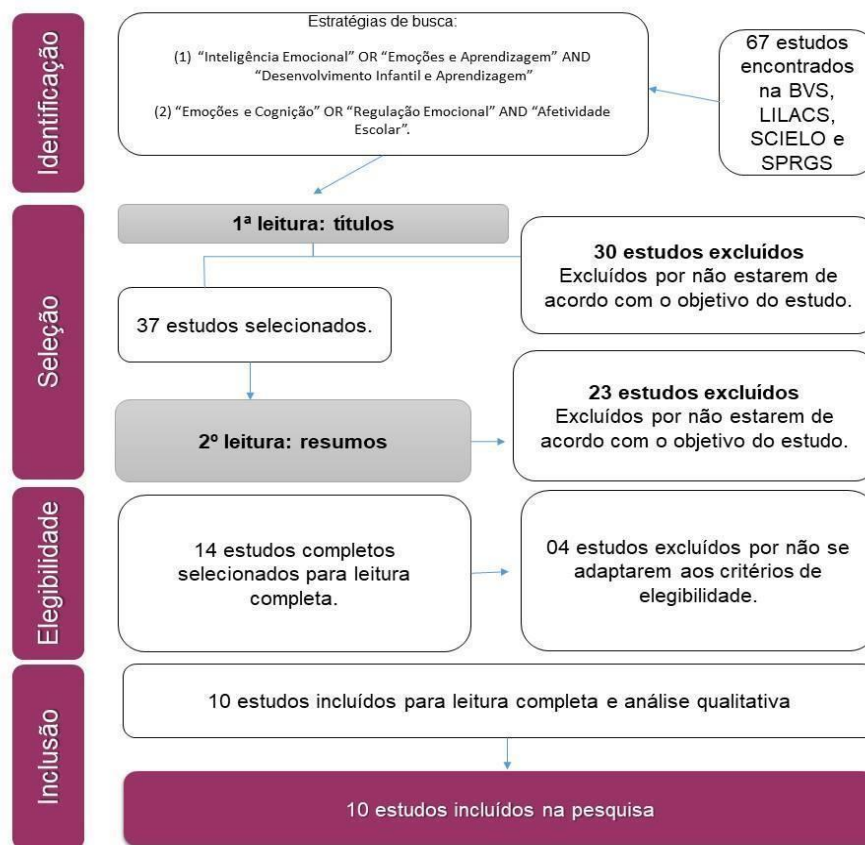 Identificação
Estratégias de busca:
(1) “Inteligência Emocional” OR “Emoções e Aprendizagem” AND
“Desenvolvimento Infantil e Aprendizagem”
(2) “Emoções e Cognição” OR “Regulação Emocional” AND “Afetividade
Escolar”.
67 estudos
encontrados
na BVS,
LILACS,
SCIELO e
SPRGS
Seleção
1ª leitura: títulos
30 estudos excluídos
Excluídos por não estarem de
acordo com o objetivo do estudo.
37 estudos selecionados.
2º leitura: resumos
23 estudos excluídos
Excluídos por não estarem de
acordo com o objetivo do estudo.
Elegibilidade
14 estudos completos
selecionados para leitura
completa.
04 estudos excluídos por não se
adaptarem aos critérios de
elegibilidade.
Inclusão
10 estudos incluídos para leitura completa e análise qualitativa
10 estudos incluídos na pesquisa